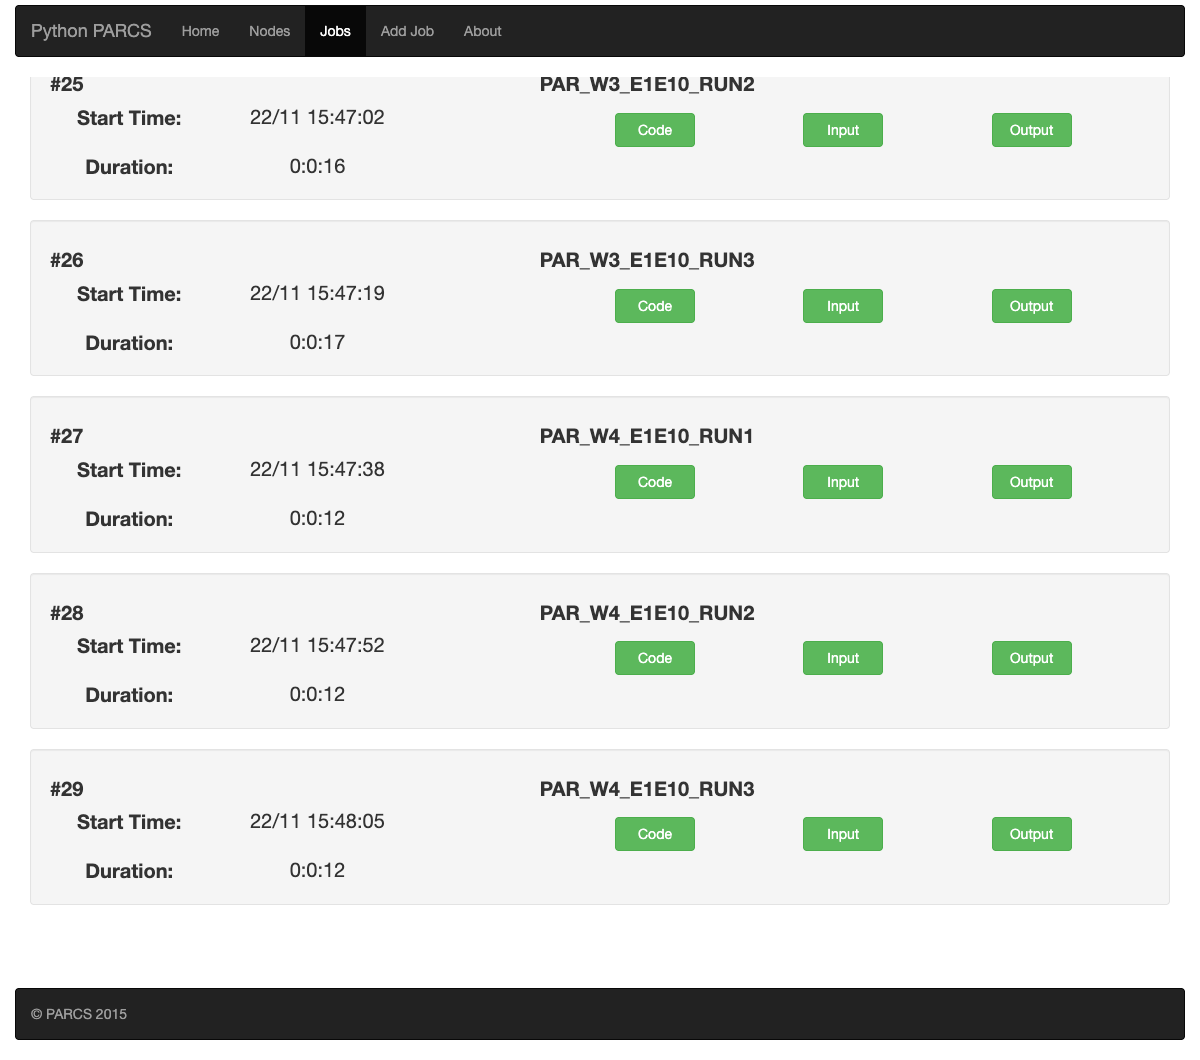 Python PARCS Home Nodes Jobs Add Job About
#25 PAR_W3_E1E10_RUN2
Start Time: 22/11 15:47:02 Code Input Output
Duration: 0:0:16
#26 PAR_W3_E1E10_RUN3
Start Time: 22/11 15:47:19 Code Input Output
Duration: 0:0:17
#27 PAR_W4_E1E10_RUN1
Start Time: 22/11 15:47:38 Code Input Output
Duration: 0:0:12
#28 PAR_W4_E1E10_RUN2
Start Time: 22/11 15:47:52 Code Input Output
Duration: 0:0:12
#29 PAR_W4_E1E10_RUN3
Start Time: 22/11 15:48:05 Code Input Output
Duration: 0:0:12
© PARCS 2015